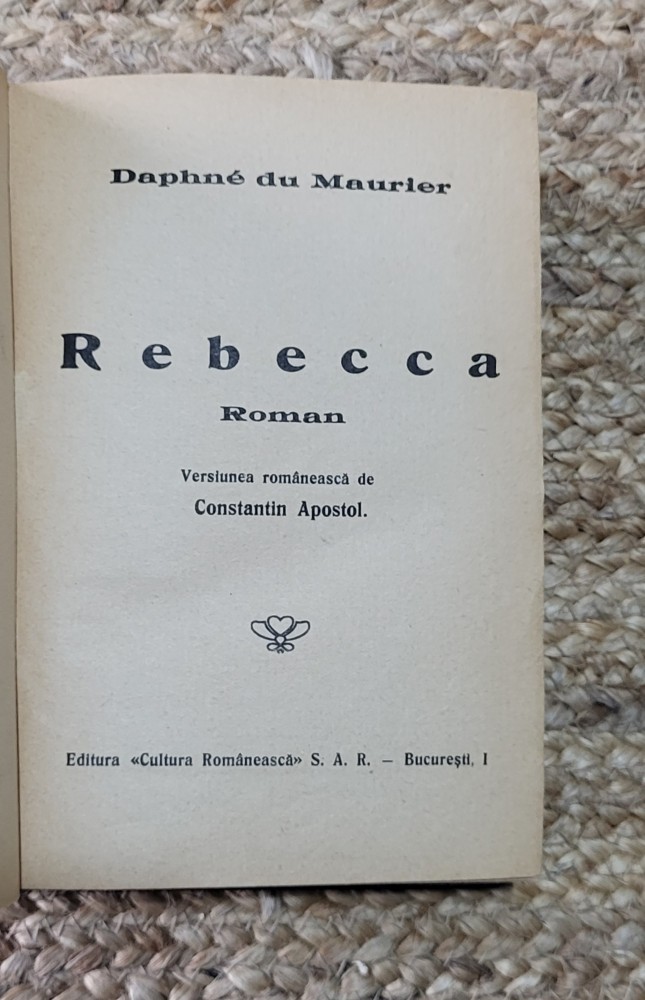 Daphné du Maurier
Rebecca
Roman
Versiunea românească de
Constantin Apostol.
Editura «Cultura Românească» S. A. R. — Bucureşti, I